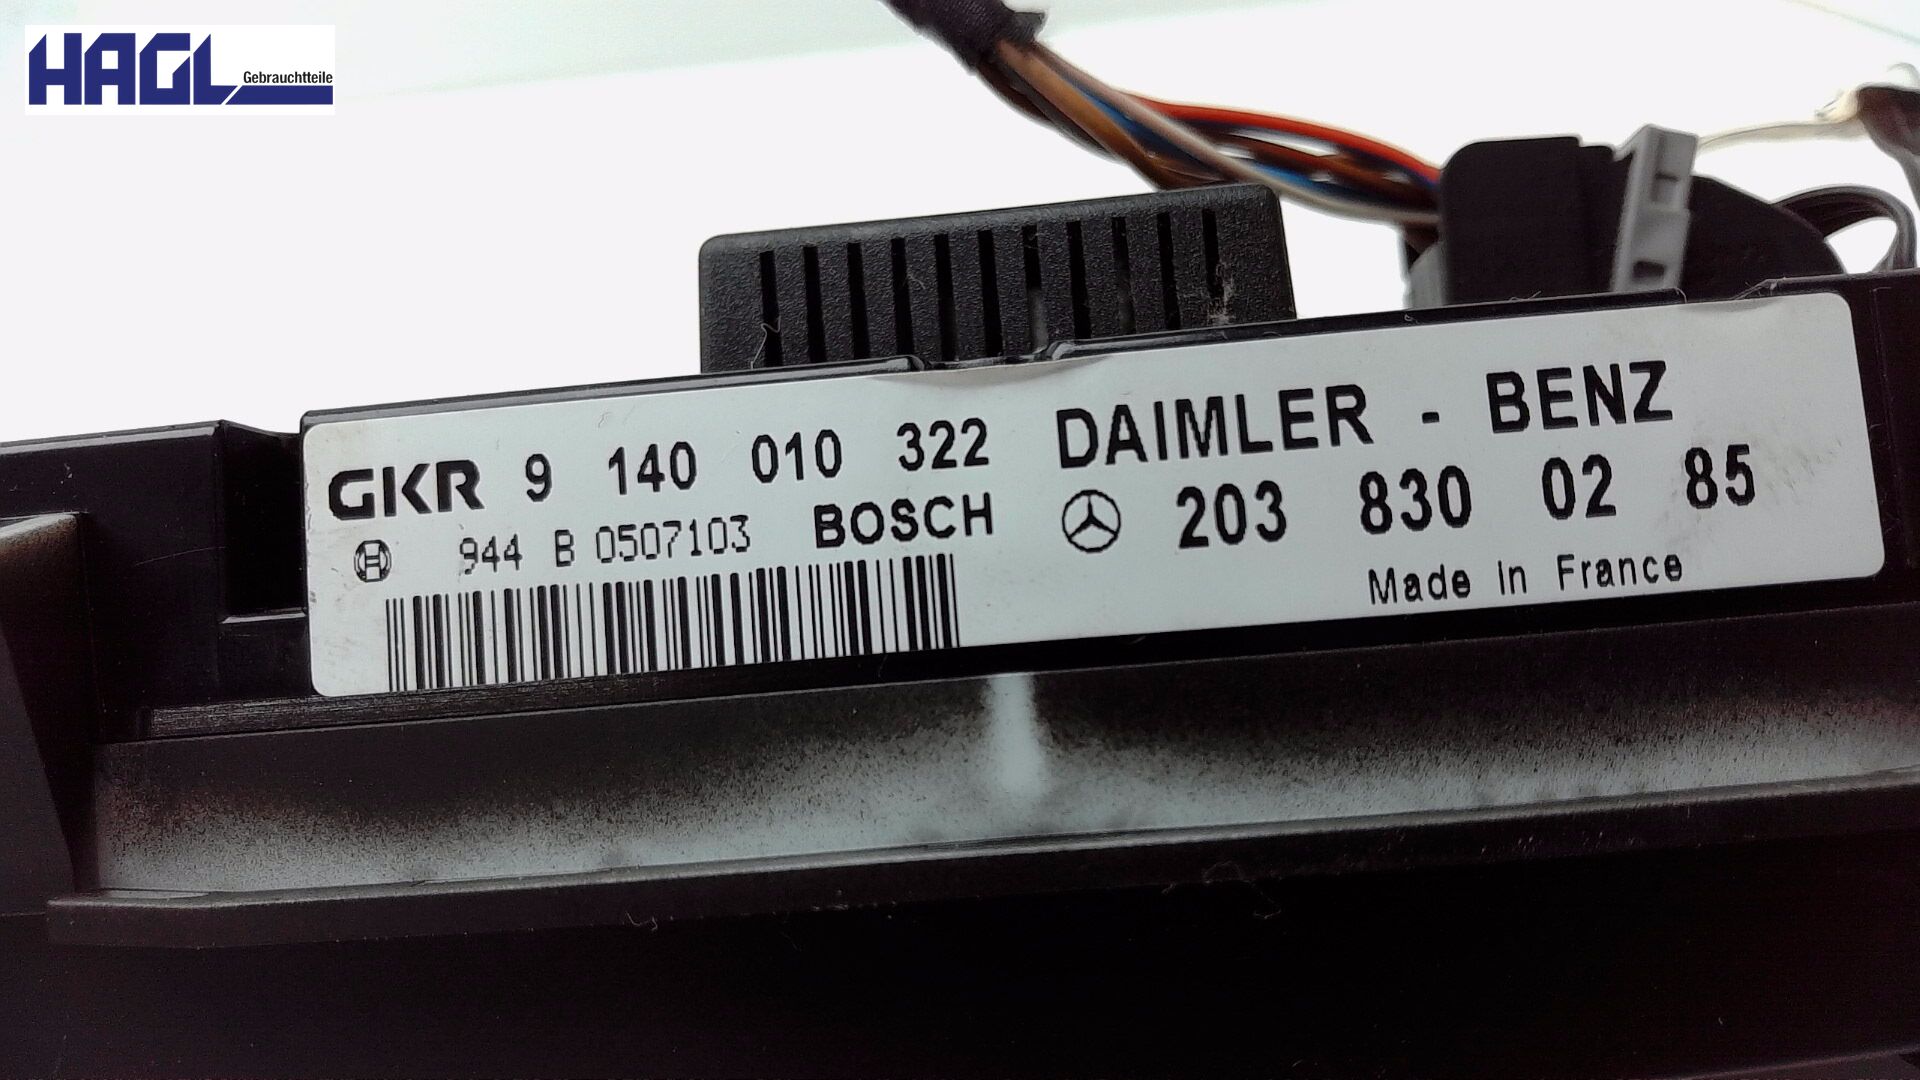 HAGL Gebrauchtteile
GKR 9 140 010 322
944 B 0507103 BOSCH
DAIMLER - BENZ
203 830 02 85
Made in France